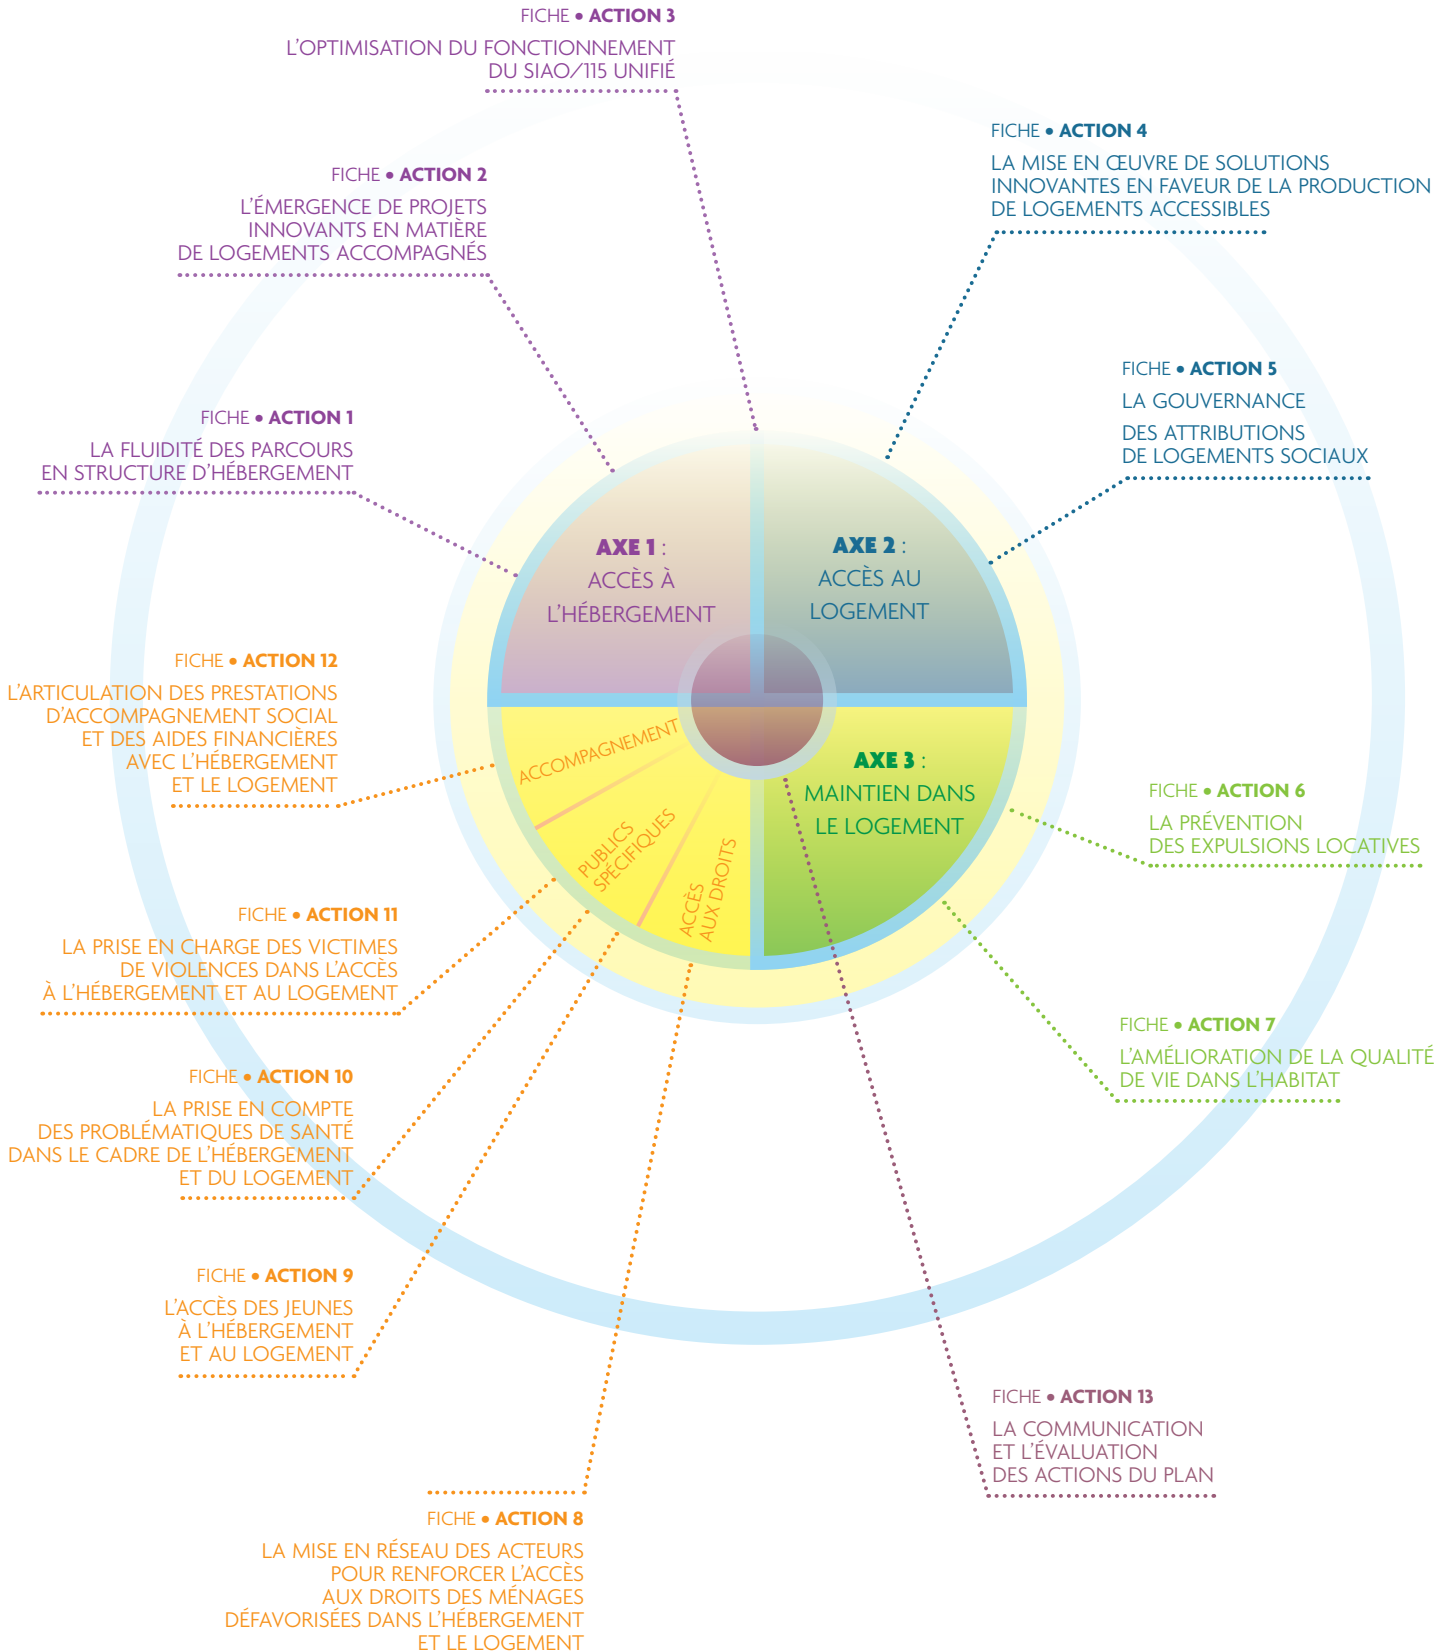 FICHE • ACTION 3
L'OPTIMISATION DU FONCTIONNEMENT
DU SIAO/115 UNIFIÉ
FICHE • ACTION 4
LA MISE EN ŒUVRE DE SOLUTIONS
INNOVANTES EN FAVEUR DE LA PRODUCTION
DE LOGEMENTS ACCESSIBLES
FICHE • ACTION 2
L'ÉMERGENCE DE PROJETS
INNOVANTS EN MATIÈRE
DE LOGEMENTS ACCOMPAGNÉS
FICHE • ACTION 5
LA GOUVERNANCE
DES ATTRIBUTIONS
DE LOGEMENTS SOCIAUX
FICHE • ACTION 1
LA FLUIDITÉ DES PARCOURS
EN STRUCTURE D'HÉBERGEMENT
AXE 1 :
ACCÈS À
L'HÉBERGEMENT
AXE 2 :
ACCÈS AU
LOGEMENT
FICHE • ACTION 12
L'ARTICULATION DES PRESTATIONS
D'ACCOMPAGNEMENT SOCIAL
ET DES AIDES FINANCIÈRES
AVEC L'HÉBERGEMENT
ET LE LOGEMENT
ACCOMPAGNEMENT
PUBLICS
SPÉCIFIQUES
ACCÈS
AUX DROITS
AXE 3 :
MAINTIEN DANS
LE LOGEMENT
FICHE • ACTION 6
LA PRÉVENTION
DES EXPULSIONS LOCATIVES
FICHE • ACTION 11
LA PRISE EN CHARGE DES VICTIMES
DE VIOLENCES DANS L'ACCÈS
À L'HÉBERGEMENT ET AU LOGEMENT
FICHE • ACTION 7
L'AMÉLIORATION DE LA QUALITÉ
DE VIE DANS L'HABITAT
FICHE • ACTION 10
LA PRISE EN COMPTE
DES PROBLÉMATIQUES DE SANTÉ
DANS LE CADRE DE L'HÉBERGEMENT
ET DU LOGEMENT
FICHE • ACTION 9
L'ACCÈS DES JEUNES
À L'HÉBERGEMENT
ET AU LOGEMENT
FICHE • ACTION 13
LA COMMUNICATION
ET L'ÉVALUATION
DES ACTIONS DU PLAN
FICHE • ACTION 8
LA MISE EN RÉSEAU DES ACTEURS
POUR RENFORCER L'ACCÈS
AUX DROITS DES MÉNAGES
DÉFAVORISÉES DANS L'HÉBERGEMENT
ET LE LOGEMENT